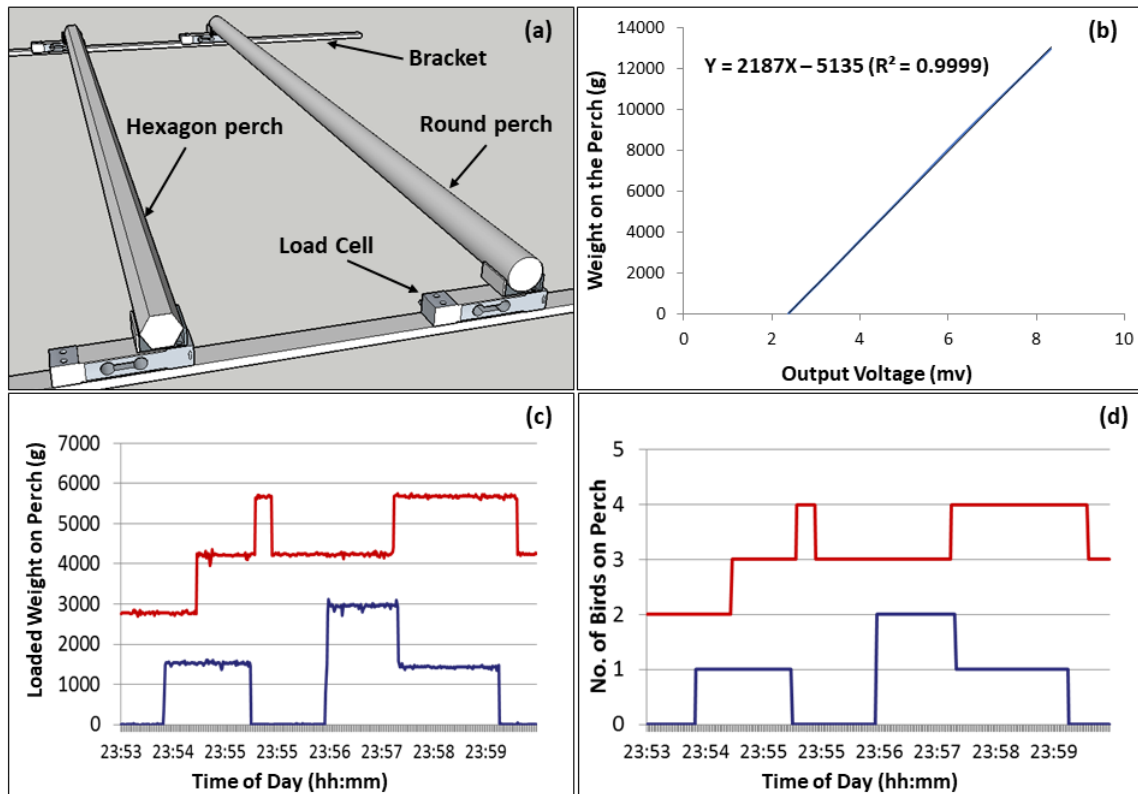 (a)
Bracket
Hexagon perch
Round perch
Load Cell
(b)
Y = 2187X – 5135 (R² = 0.9999)
Weight on the Perch (g)
14000
12000
10000
8000
6000
4000
2000
0
0 2 4 6 8 10
Output Voltage (mv)
(c)
Loaded Weight on Perch (g)
7000
6000
5000
4000
3000
2000
1000
0
23:53 23:54 23:55 23:55 23:56 23:57 23:58 23:59
Time of Day (hh:mm)
(d)
No. of Birds on Perch
5
4
3
2
1
0
23:53 23:54 23:55 23:55 23:56 23:57 23:58 23:59
Time of Day (hh:mm)